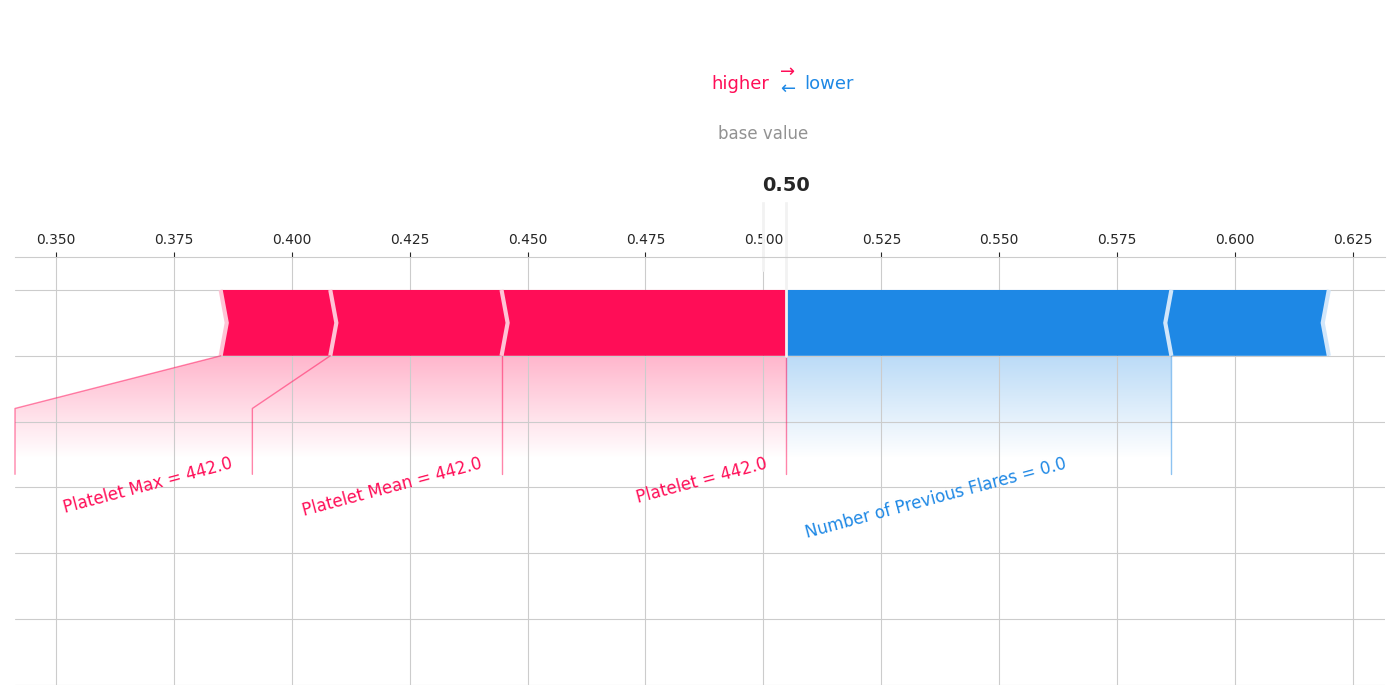 higher → ← lower
base value
0.50
0.350 0.375 0.400 0.425 0.450 0.475 0.500 0.525 0.550 0.575 0.600 0.625
Platelet Max = 442.0
Platelet Mean = 442.0
Platelet = 442.0
Number of Previous Flares = 0.0